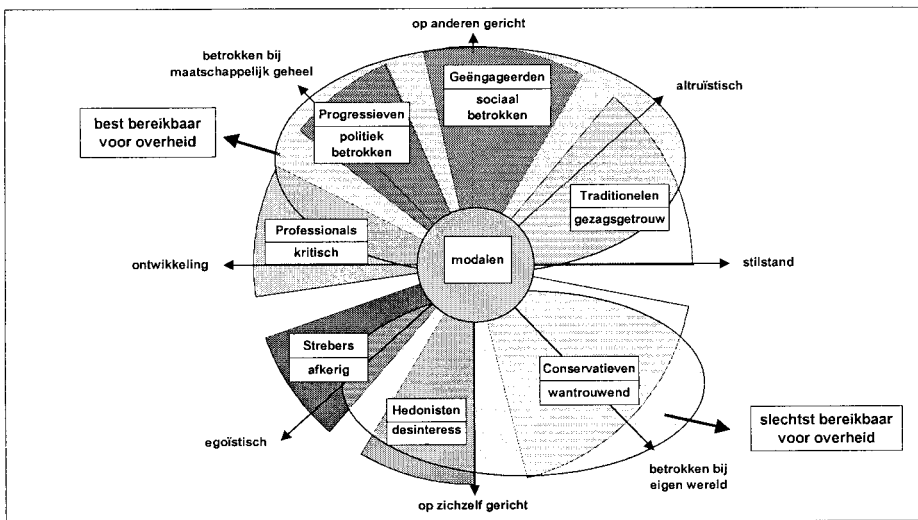 op anderen gericht
betrokken bij
maatschappelijk geheel
Geëngageerden
sociaal
betrokken
altruïstisch
Progressieven
politiek
betrokken
best bereikbaar
voor overheid
Traditionelen
gezagsgetrouw
Professionals
kritisch
modalen
ontwikkeling
stilstand
Strebers
afkerig
Conservatieven
wantrouwend
Hedonisten
desinteress
slechtst bereikbaar
voor overheid
egoïstisch
betrokken bij
eigen wereld
op zichzelf gericht